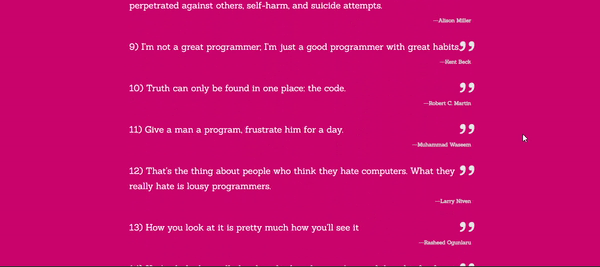 perpetrated against others, self-harm, and suicide attempts.
—Alison Miller
9) I'm not a great programmer; I'm just a good programmer with great habits.
—Kent Beck
10) Truth can only be found in one place: the code.
—Robert C. Martin
11) Give a man a program, frustrate him for a day.
—Muhammad Waseem
12) That's the thing about people who think they hate computers. What they
really hate is lousy programmers.
—Larry Niven
13) How you look at it is pretty much how you'll see it
—Rasheed Ogunlaru